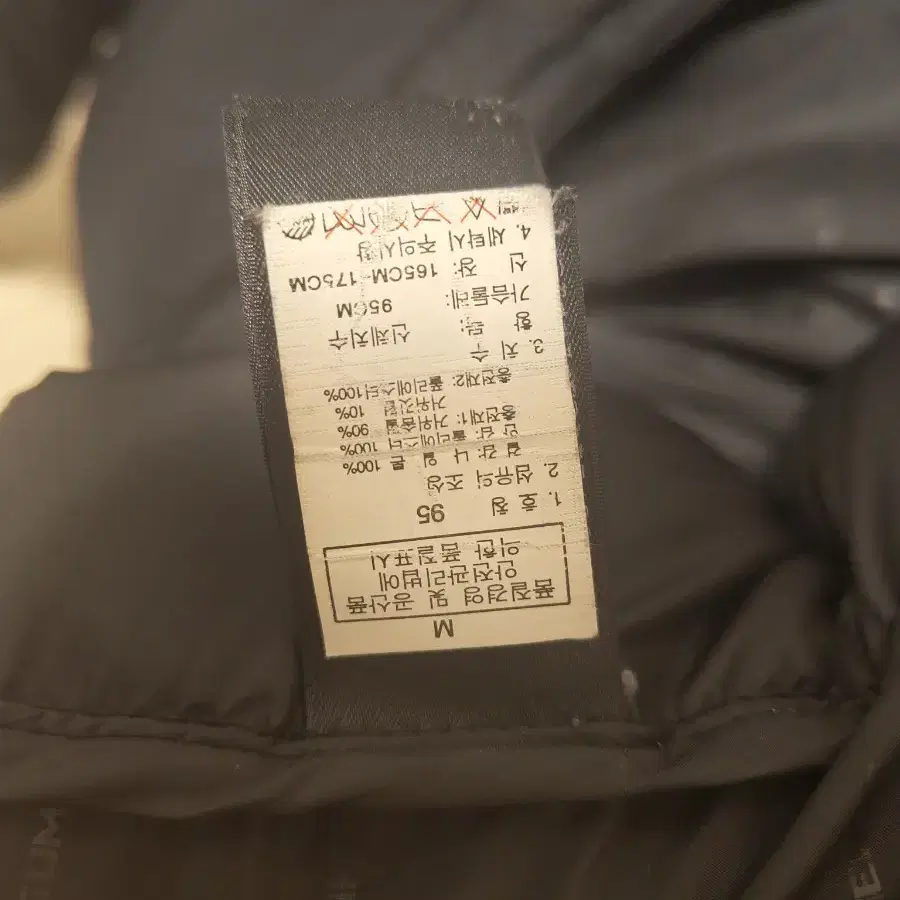 M
품질경영 및 공산품
안전관리법에
의한 품질표시
1. 호 칭 95
2. 섬유의 조성
겉 감: 나 일 론 100%
안 감: 폴리에스터 100%
충전재1: 거위솜털 90%
거위깃털 10%
충전재2: 폴리에스터100%
3. 치 수
항 목: 신체치수
가슴둘레: 95CM
신 장: 165CM-175CM
4. 세탁시 주의사항